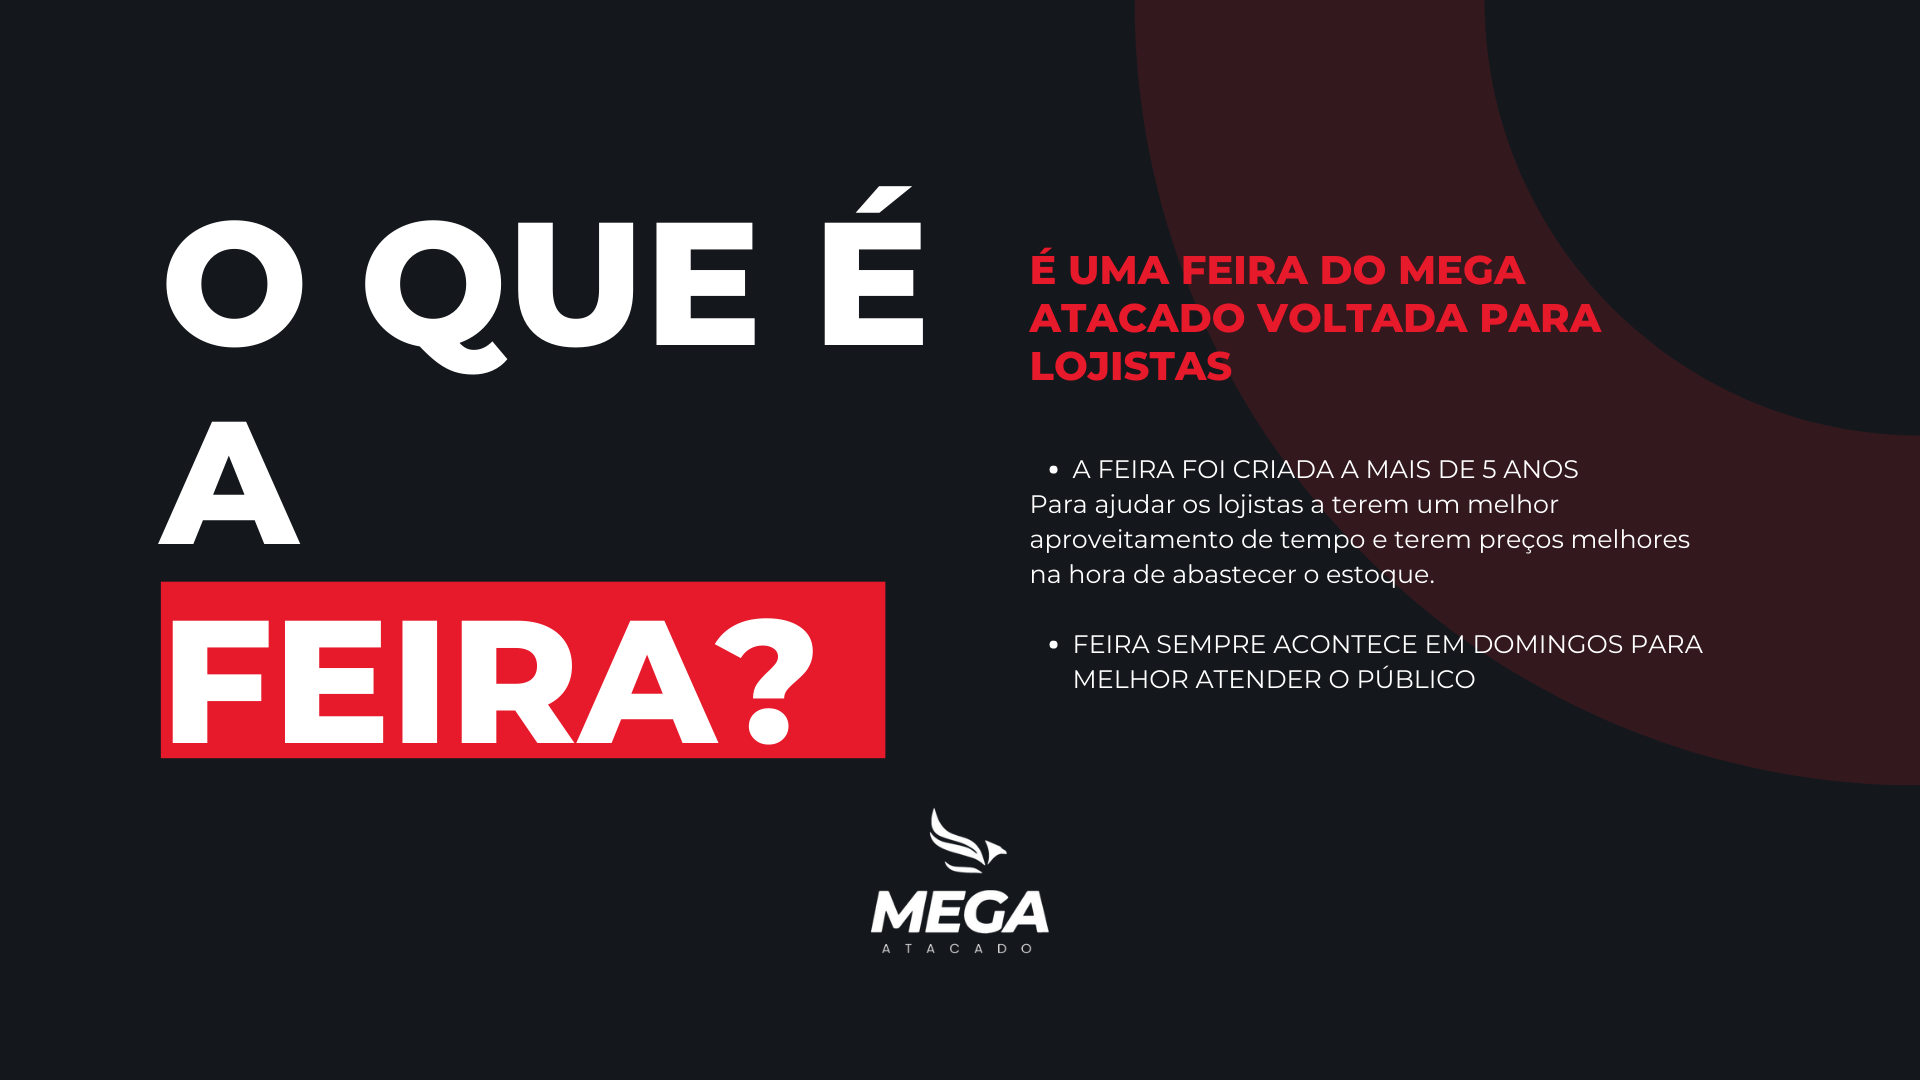 O QUE É
A
FEIRA?
É UMA FEIRA DO MEGA
ATACADO VOLTADA PARA
LOJISTAS
• A FEIRA FOI CRIADA A MAIS DE 5 ANOS
Para ajudar os lojistas a terem um melhor
aproveitamento de tempo e terem preços melhores
na hora de abastecer o estoque.
• FEIRA SEMPRE ACONTECE EM DOMINGOS PARA
MELHOR ATENDER O PÚBLICO
MEGA
ATACADO